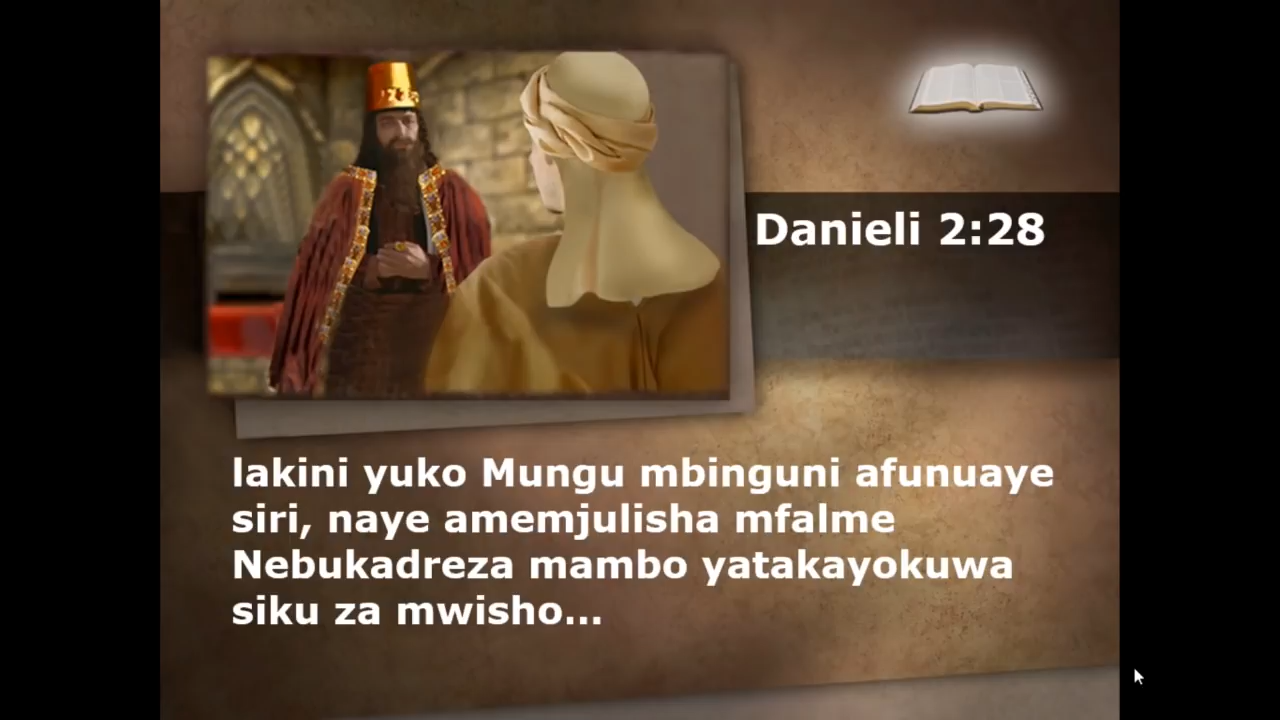 Danieli 2:28
lakini yuko Mungu mbinguni afunuaye
siri, naye amemjulisha mfalme
Nebukadreza mambo yatakayokuwa
siku za mwisho...